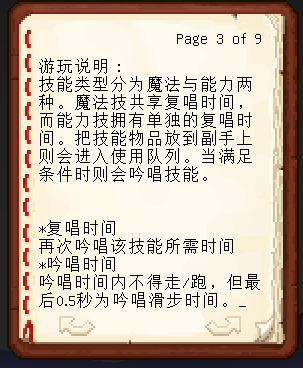 Page 3 of 9
游玩说明：
技能类型分为魔法与能力两
种。魔法技共享复唱时间，
而能力技拥有单独的复唱时
间。把技能物品放到副手上
则会进入使用队列。当满足
条件时则会吟唱技能。
*复唱时间
再次吟唱该技能所需时间
*吟唱时间
吟唱时间内不得走/跑，但最
后0.5秒为吟唱滑步时间。_